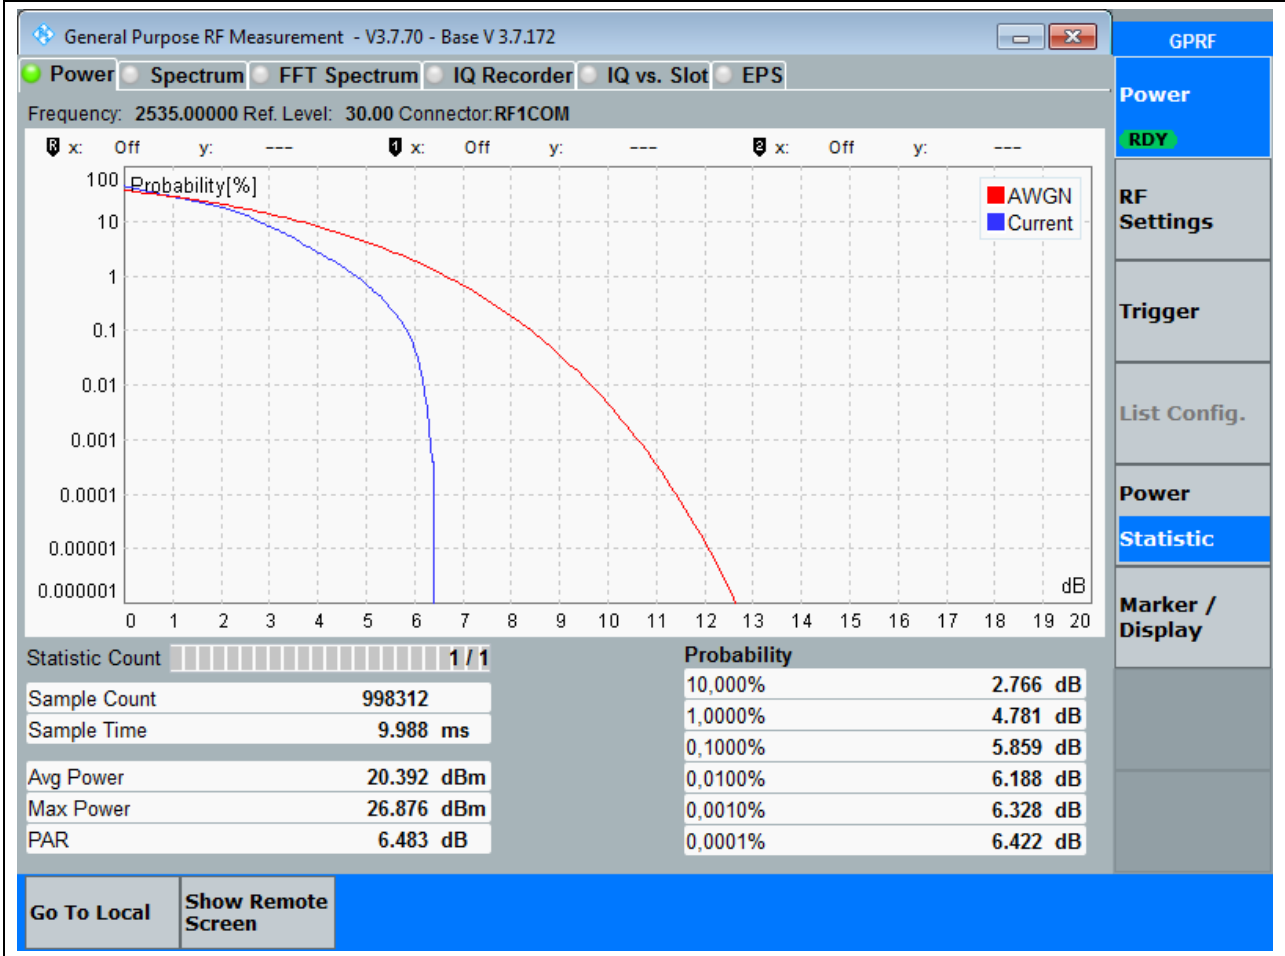 General Purpose RF Measurement - V3.7.70 - Base V 3.7.172
GPRF
Power Spectrum FFT Spectrum IQ Recorder IQ vs. Slot EPS
Frequency: 2535.00000 Ref. Level: 30.00 Connector:RF1COM
R x: Off y: --- 1 x: Off y: --- 2 x: Off y: ---
Probability[%]
100
10
1
0.1
0.01
0.001
0.0001
0.00001
0.000001
AWGN
Current
dB
0 1 2 3 4 5 6 7 8 9 10 11 12 13 14 15 16 17 18 19 20
Statistic Count 1 / 1
Sample Count 998312
Sample Time 9.988 ms
Avg Power 20.392 dBm
Max Power 26.876 dBm
PAR 6.483 dB
Probability
10,000% 2.766 dB
1,0000% 4.781 dB
0,1000% 5.859 dB
0,0100% 6.188 dB
0,0010% 6.328 dB
0,0001% 6.422 dB
Power
RDY
RF
Settings
Trigger
List Config.
Power
Statistic
Marker /
Display
Go To Local
Show Remote
Screen